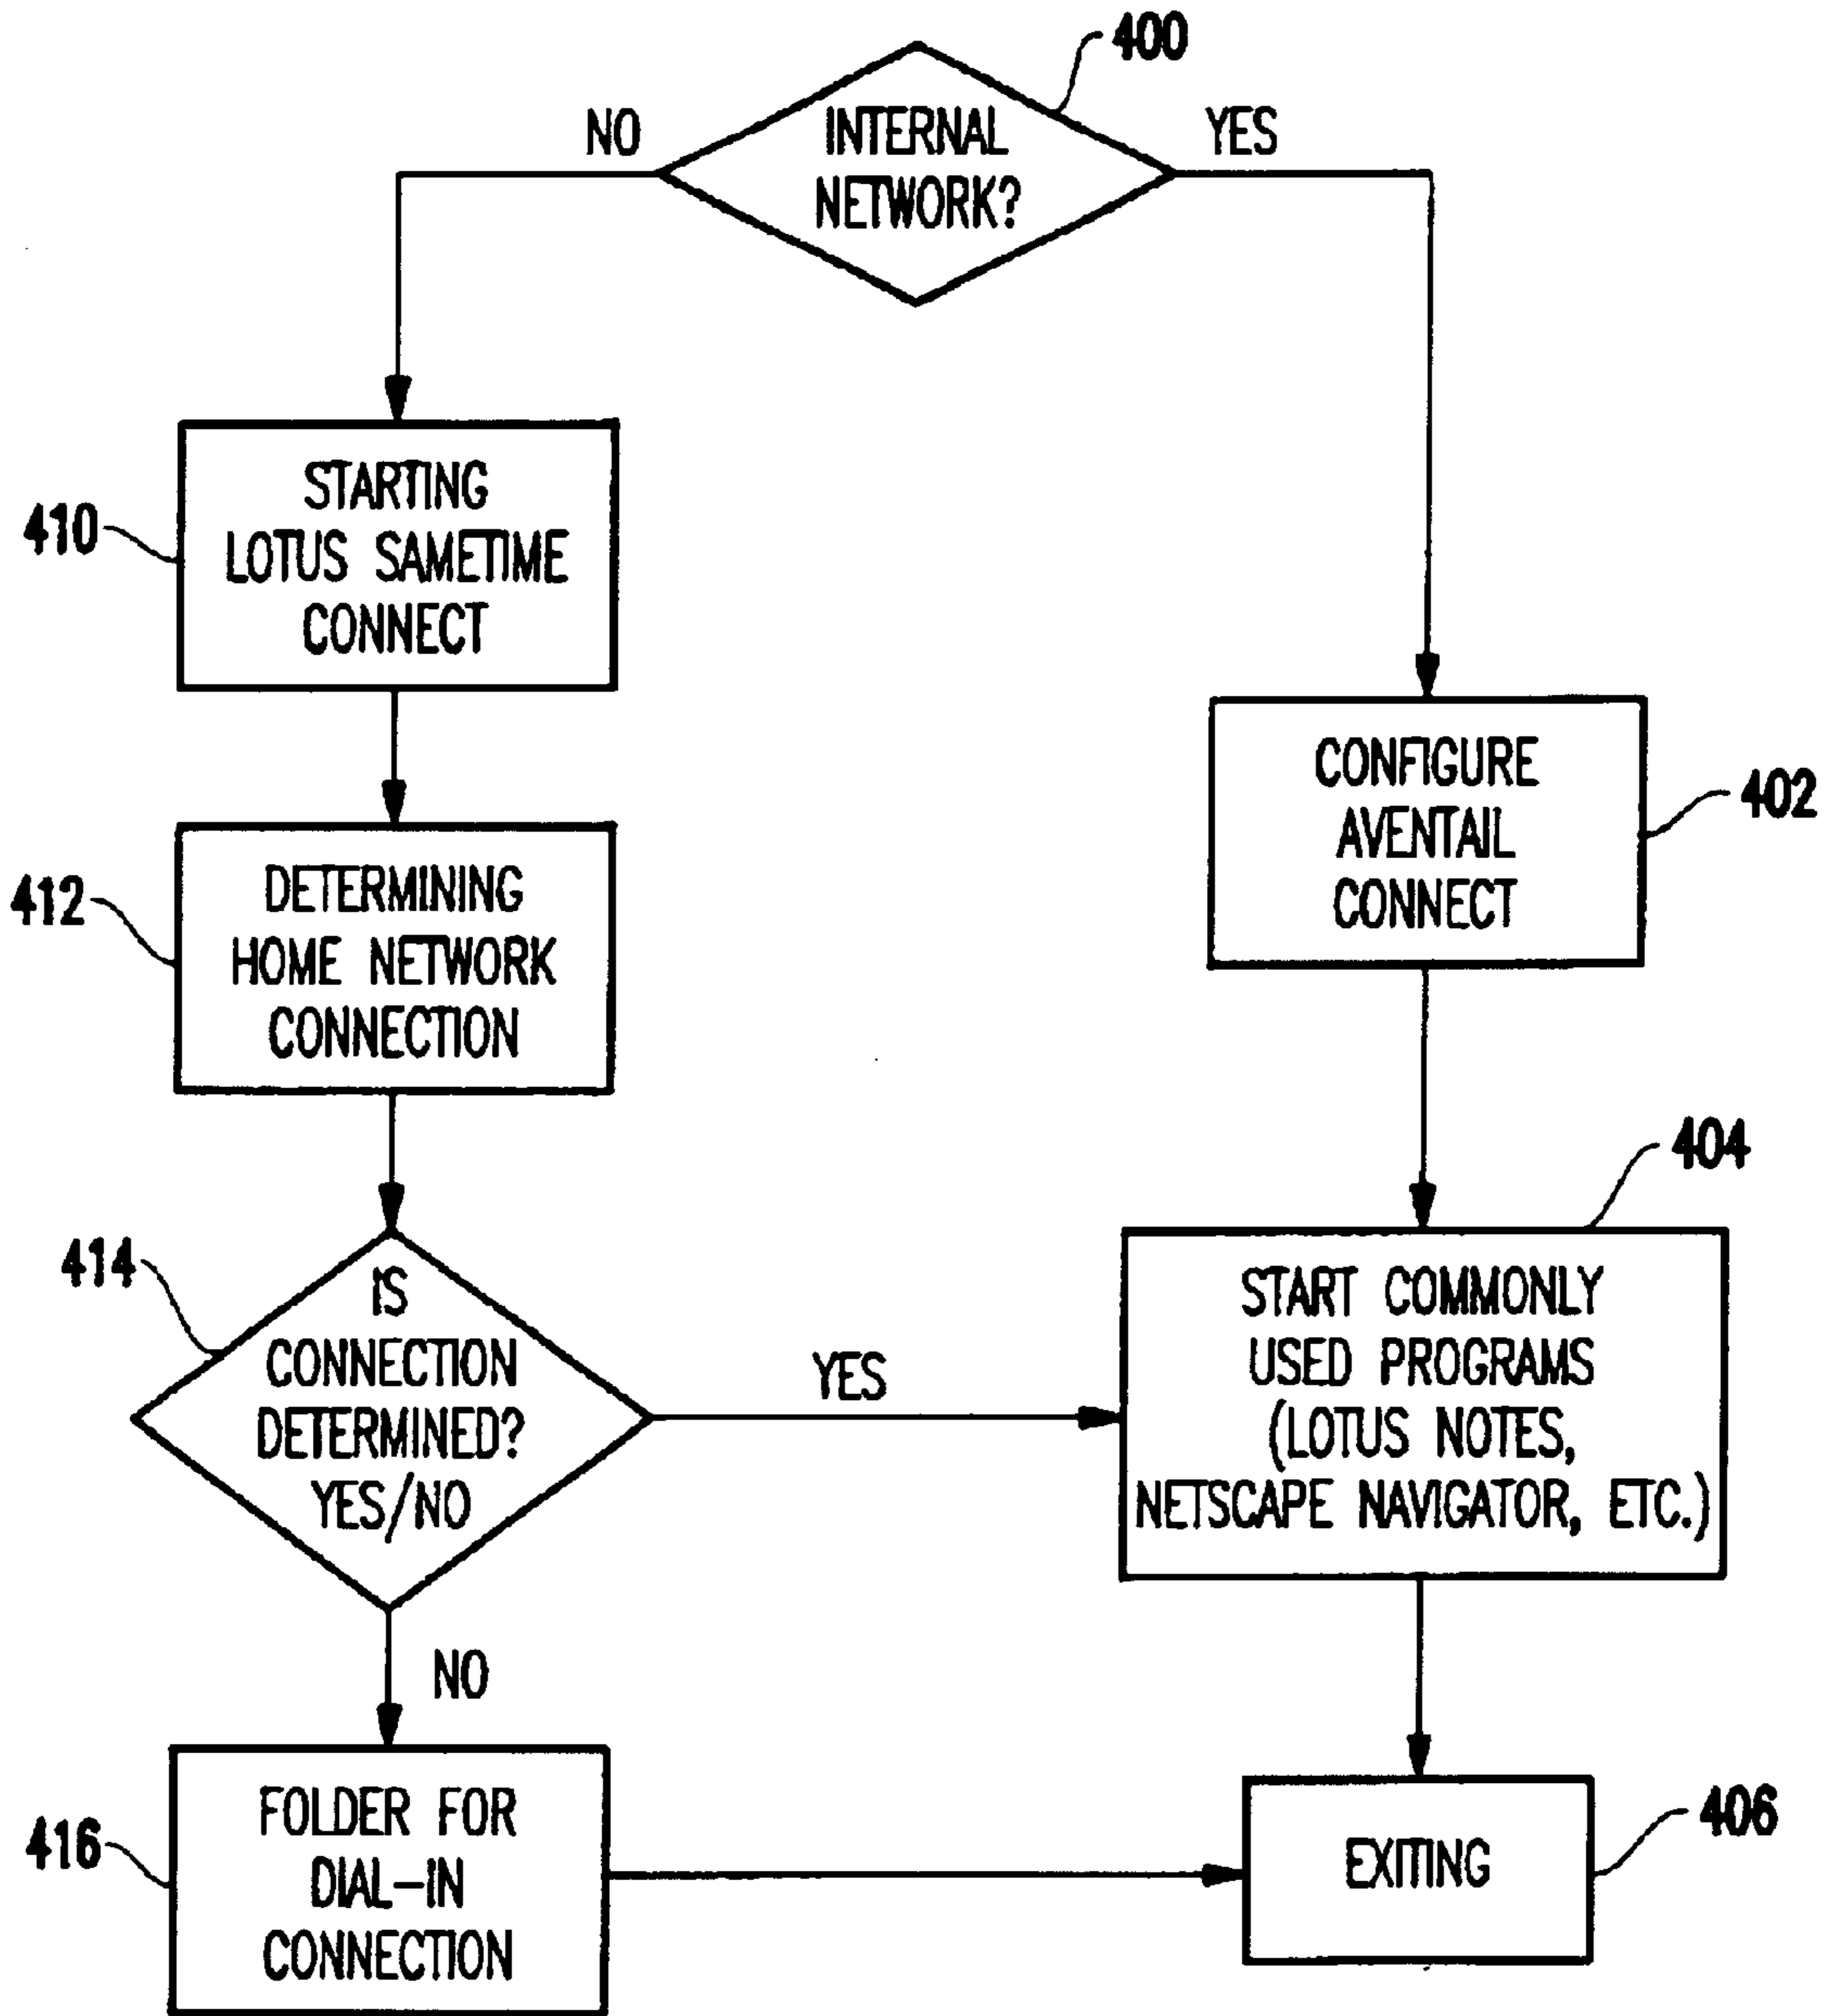 400
INTERNAL
NETWORK?
NO
YES
STARTING
LOTUS SAMETIME
CONNECT
410
CONFIGURE
AVENTAIL
CONNECT
402
DETERMINING
HOME NETWORK
CONNECTION
412
404
START COMMONLY
USED PROGRAMS
(LOTUS NOTES,
NETSCAPE NAVIGATOR, ETC.)
414
IS
CONNECTION
DETERMINED?
YES/NO
YES
NO
FOLDER FOR
DIAL-IN
CONNECTION
416
EXITING
406